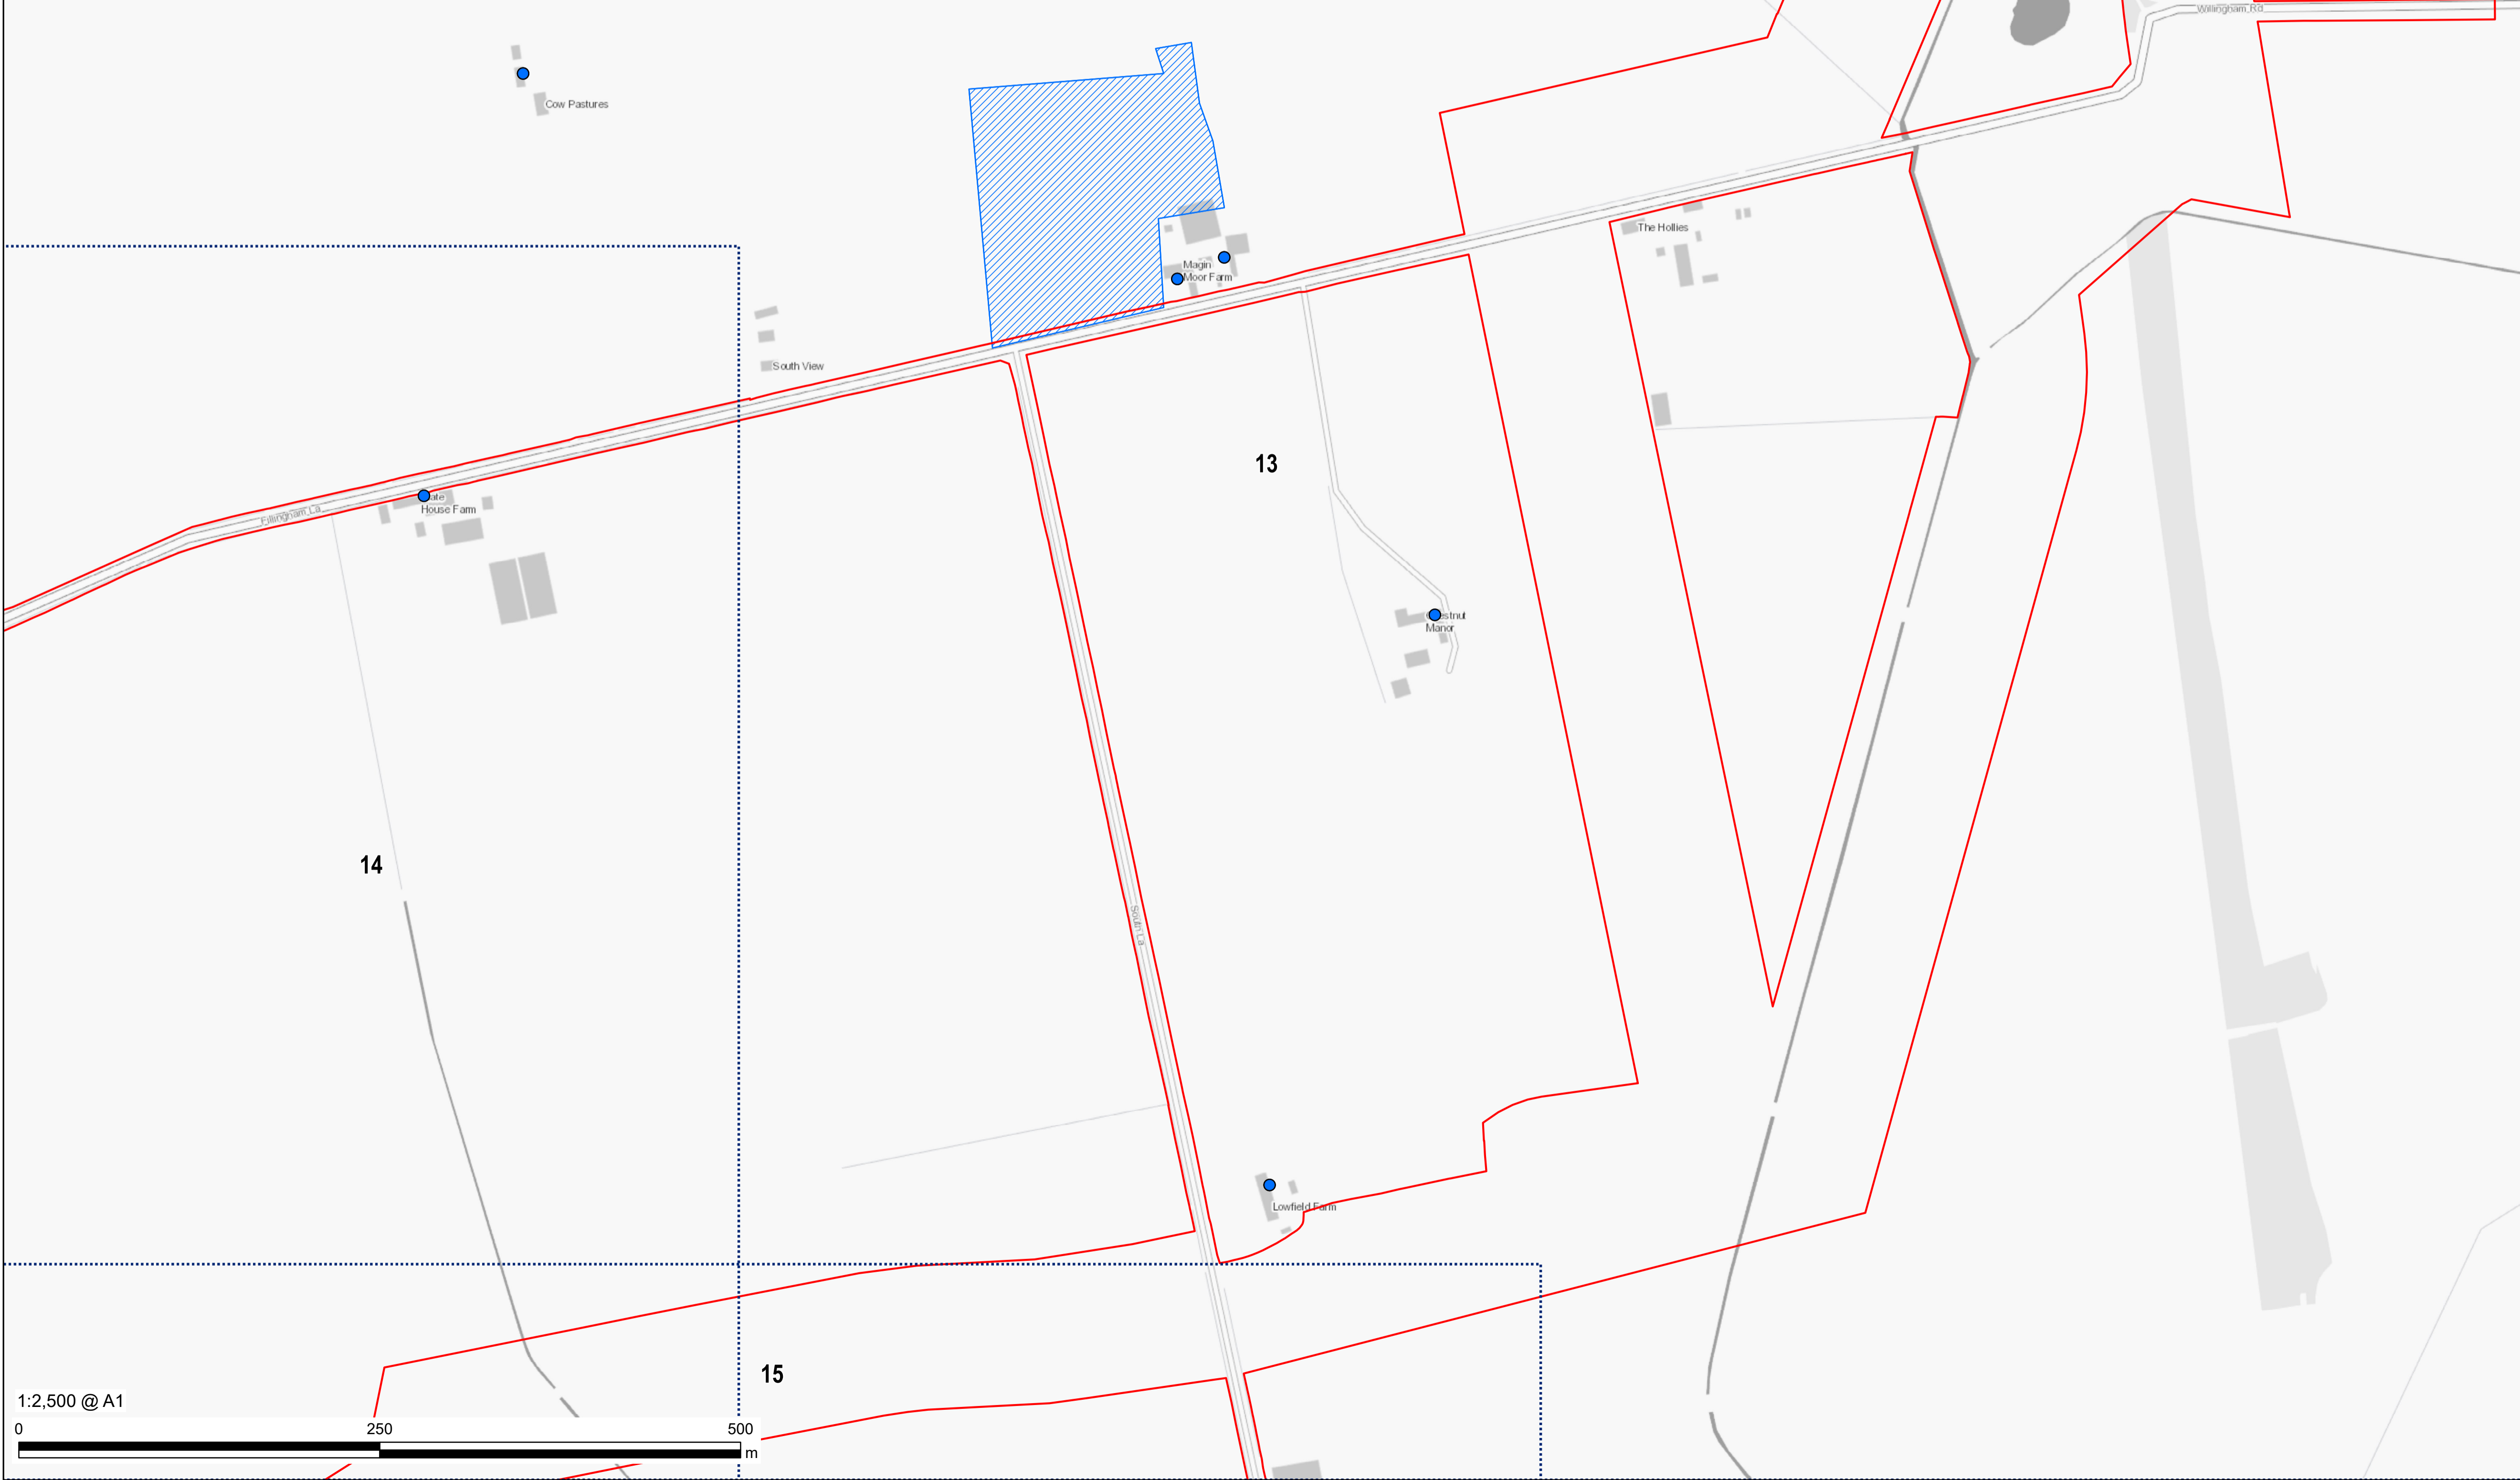 Willingham Rd
Cow Pastures
The Hollies
Magin
Moor Farm
South View
13
House Farm
Fillingham La
Manor
14
South La
Lowfield Farm
15
1:2,500 @ A1
0 250 500
m